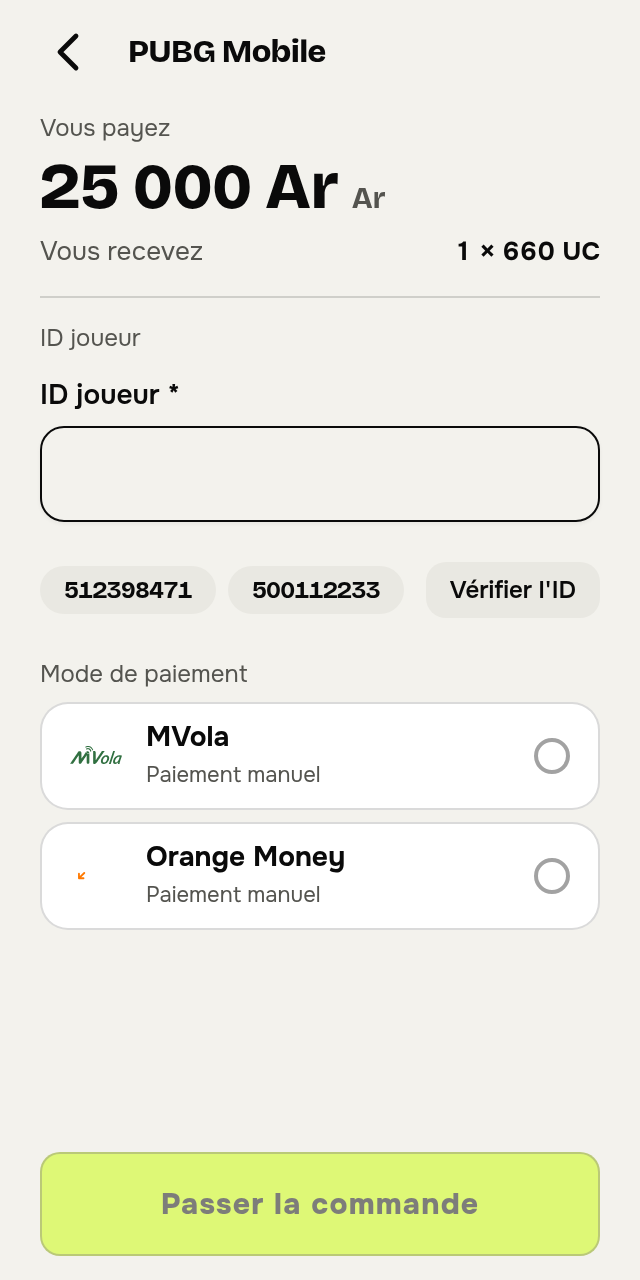 PUBG Mobile
Vous payez
25 000 Ar Ar
Vous recevez 1 × 660 UC
ID joueur
ID joueur *
512398471 500112233 Vérifier l'ID
Mode de paiement
MVola MVola
Paiement manuel
Orange Money
Paiement manuel
Passer la commande